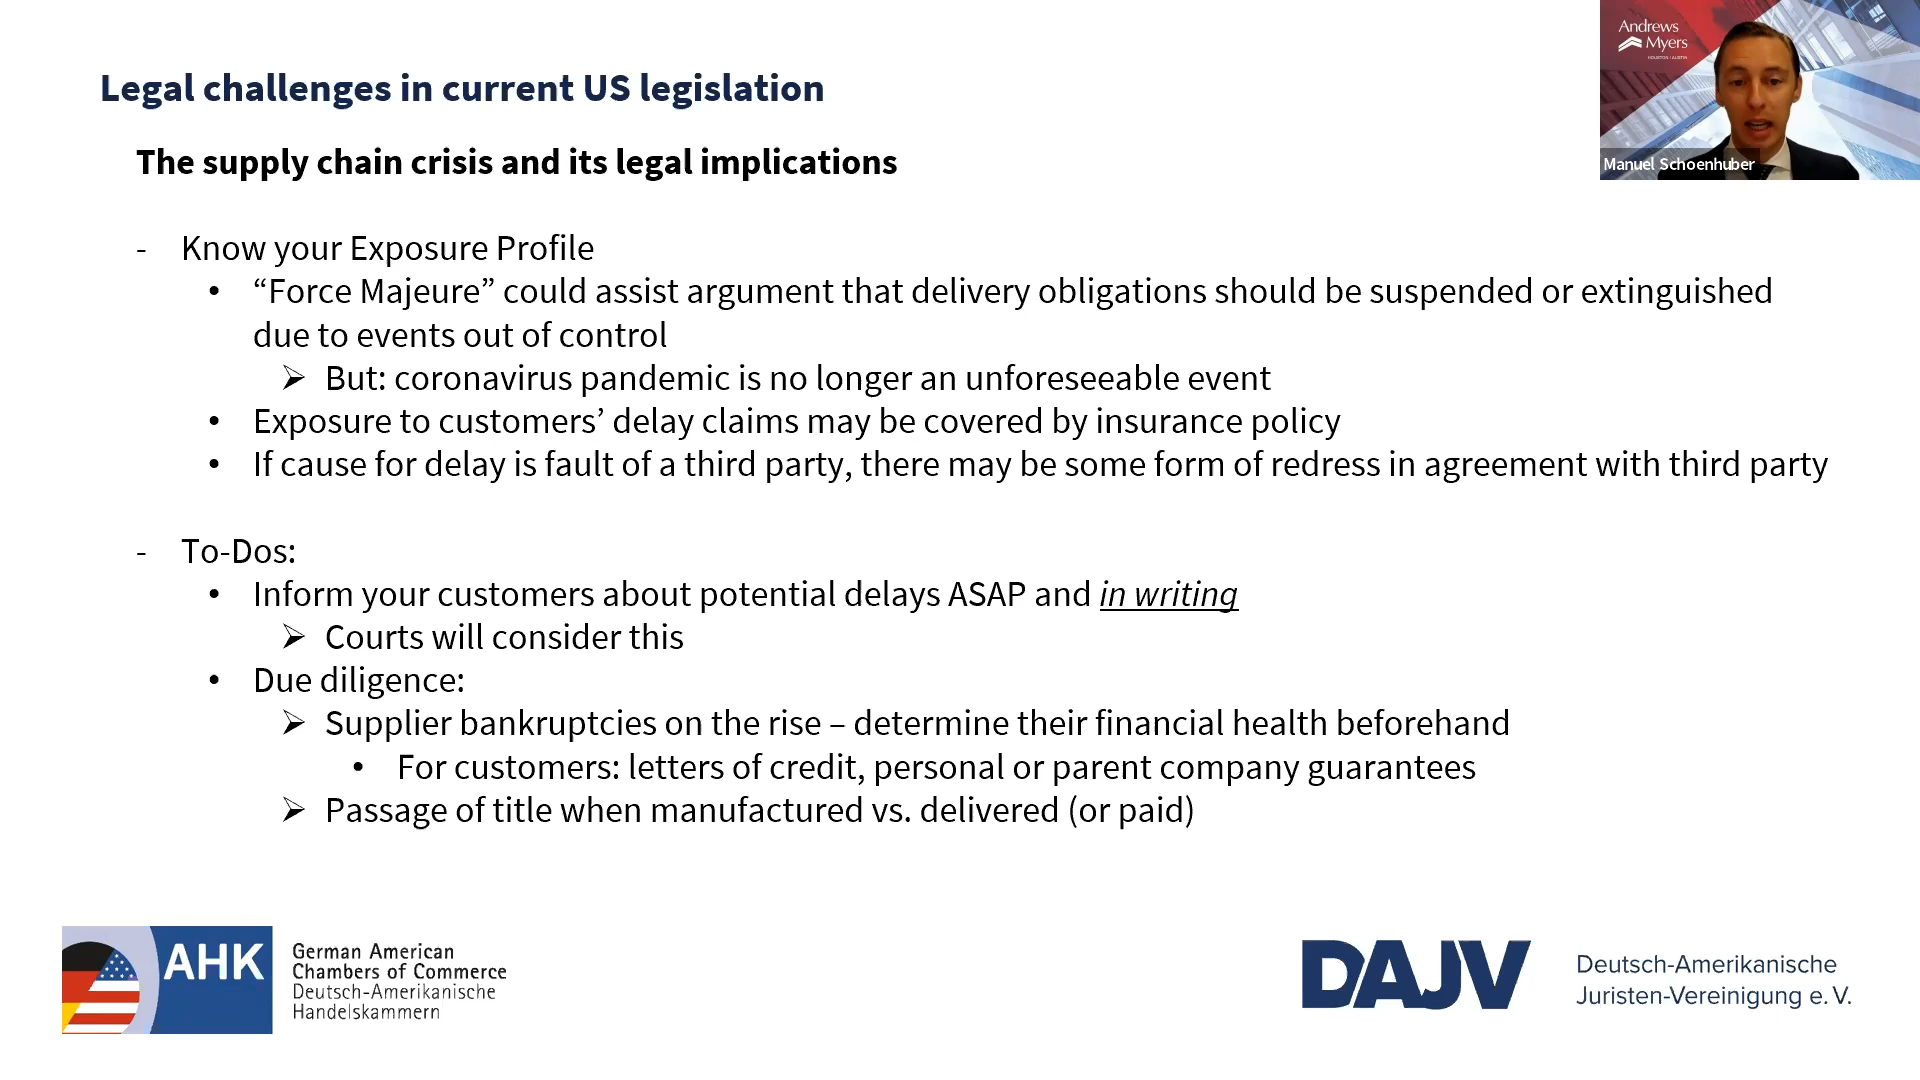 Andrews
Myers
HOUSTON | AUSTIN
Manuel Schoenhuber
Legal challenges in current US legislation
The supply chain crisis and its legal implications
- Know your Exposure Profile
• “Force Majeure” could assist argument that delivery obligations should be suspended or extinguished
due to events out of control
➢ But: coronavirus pandemic is no longer an unforeseeable event
• Exposure to customers’ delay claims may be covered by insurance policy
• If cause for delay is fault of a third party, there may be some form of redress in agreement with third party
- To-Dos:
• Inform your customers about potential delays ASAP and in writing
➢ Courts will consider this
• Due diligence:
➢ Supplier bankruptcies on the rise – determine their financial health beforehand
• For customers: letters of credit, personal or parent company guarantees
➢ Passage of title when manufactured vs. delivered (or paid)
AHK
German American
Chambers of Commerce
Deutsch-Amerikanische
Handelskammern
DAJV
Deutsch-Amerikanische
Juristen-Vereinigung e. V.